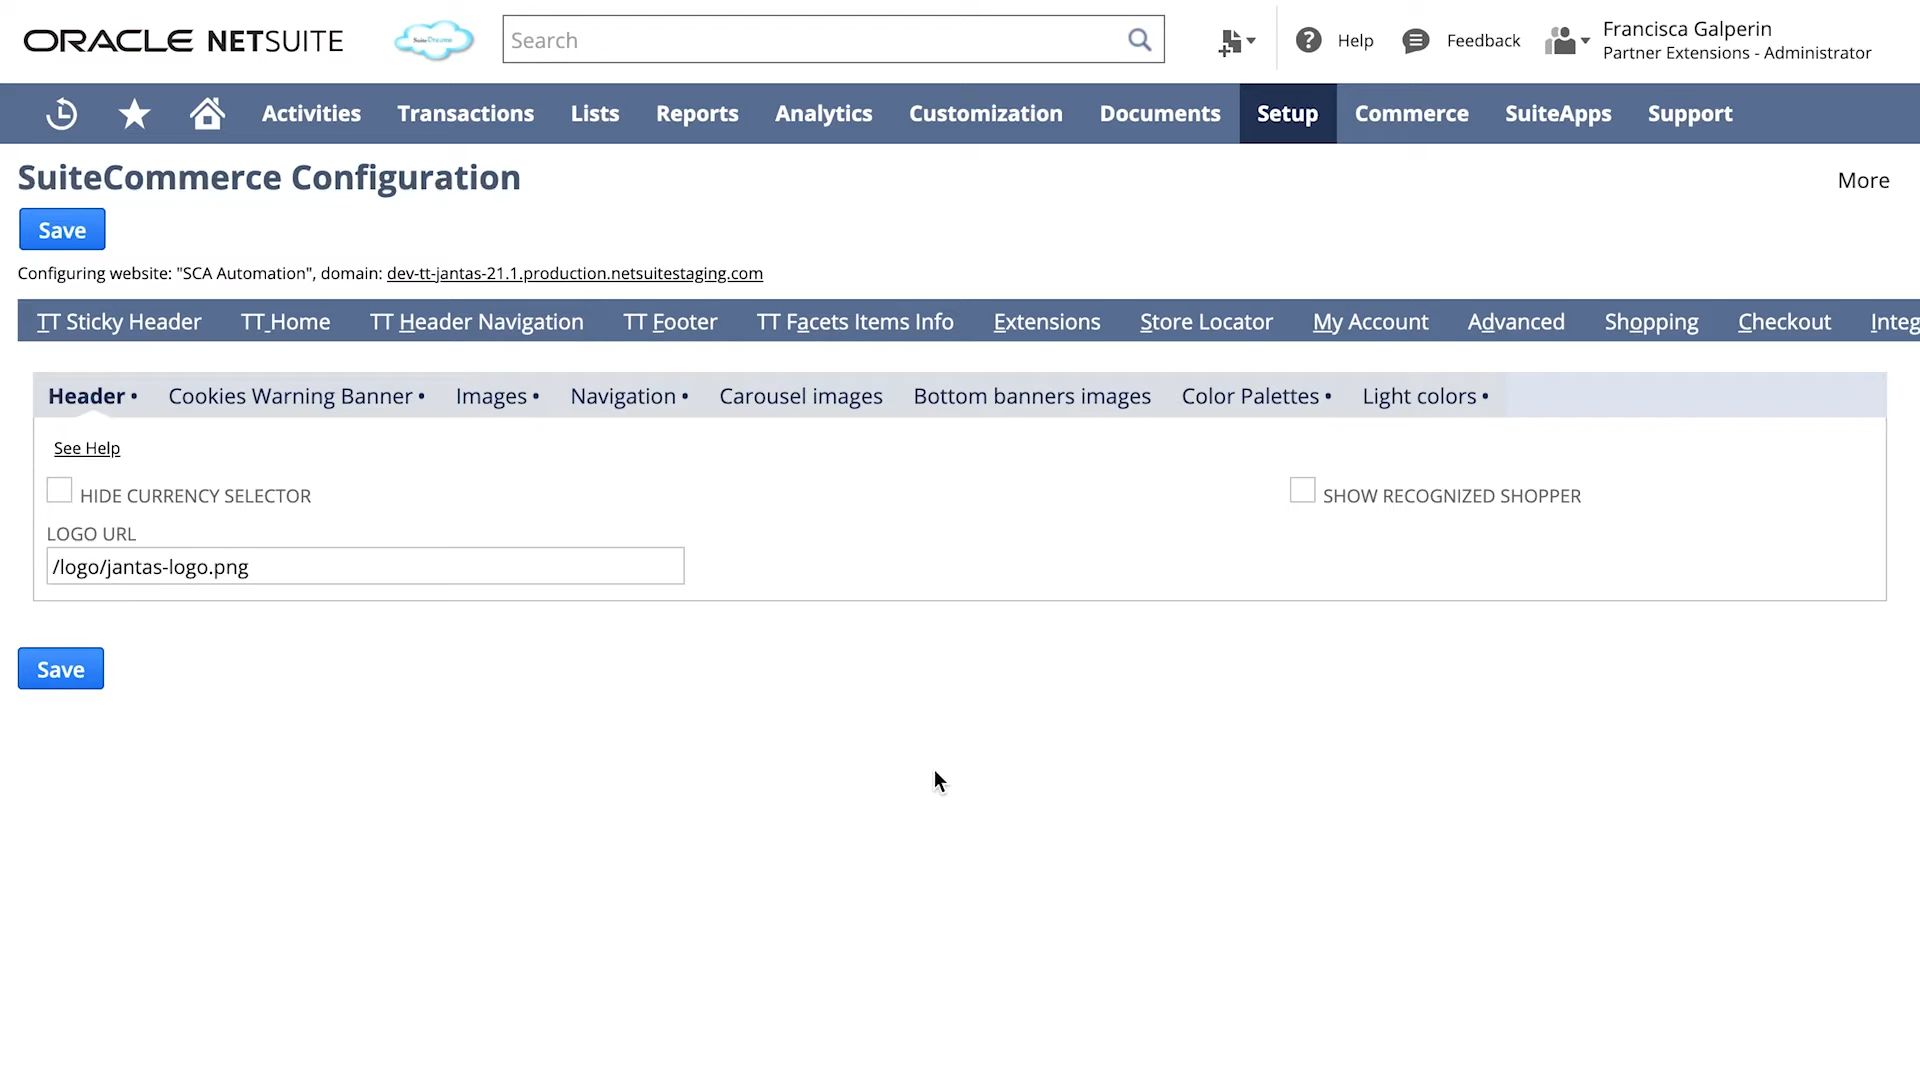 ORACLE NETSUITE
SuiteDreams
Search
Help
Feedback
Francisca Galperin
Partner Extensions - Administrator
Activities
Transactions
Lists
Reports
Analytics
Customization
Documents
Setup
Commerce
SuiteApps
Support
SuiteCommerce Configuration
More
Save
Configuring website: "SCA Automation", domain: dev-tt-jantas-21.1.production.netsuitestaging.com
TT Sticky Header
TT Home
TT Header Navigation
TT Footer
TT Facets Items Info
Extensions
Store Locator
My Account
Advanced
Shopping
Checkout
Integ
Header •
Cookies Warning Banner •
Images •
Navigation •
Carousel images
Bottom banners images
Color Palettes •
Light colors •
See Help
HIDE CURRENCY SELECTOR
SHOW RECOGNIZED SHOPPER
LOGO URL
/logo/jantas-logo.png
Save